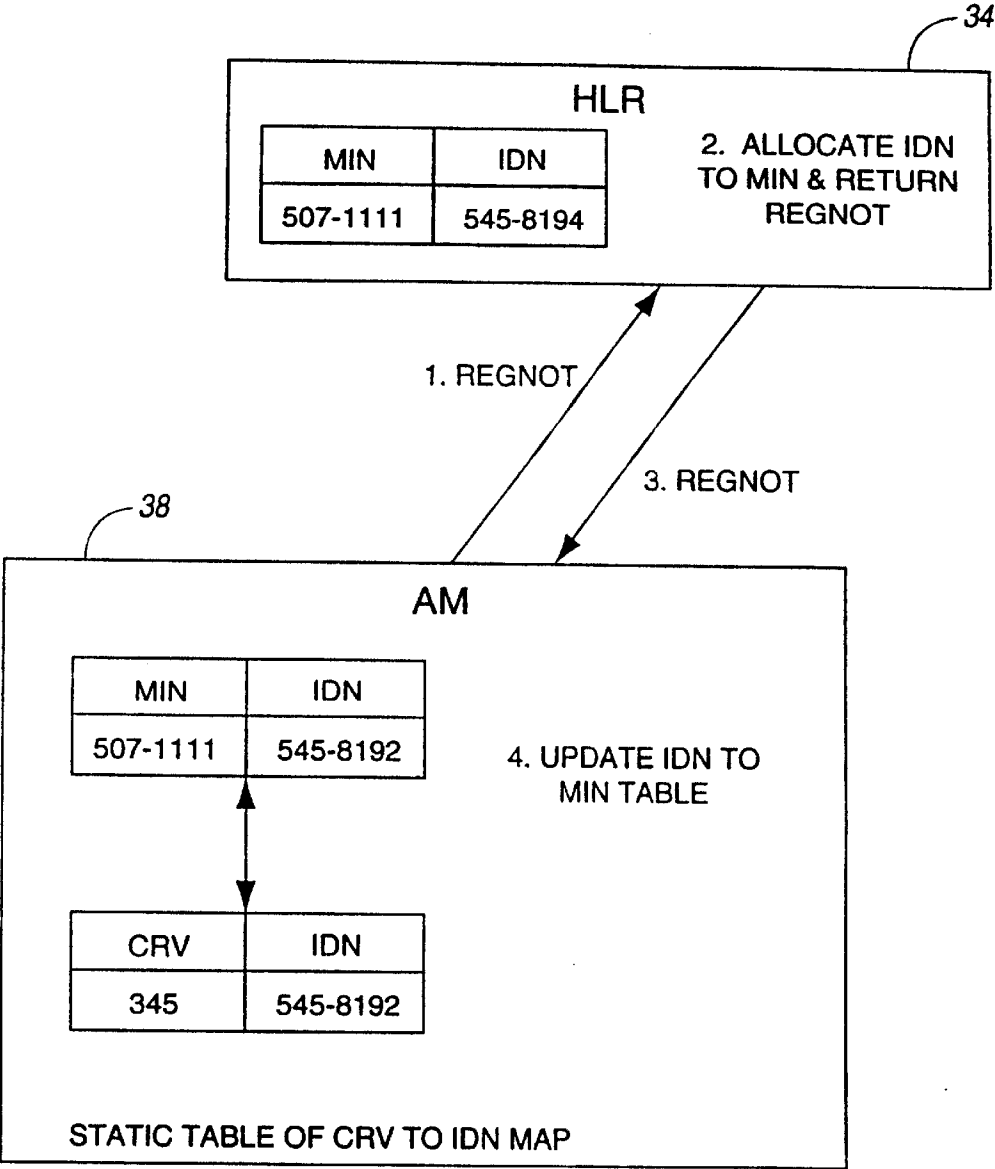 34
HLR
MIN IDN
507-1111 545-8194
2. ALLOCATE IDN
TO MIN & RETURN
REGNOT
1. REGNOT
3. REGNOT
38
AM
MIN IDN
507-1111 545-8192
4. UPDATE IDN TO
MIN TABLE
CRV IDN
345 545-8192
STATIC TABLE OF CRV TO IDN MAP